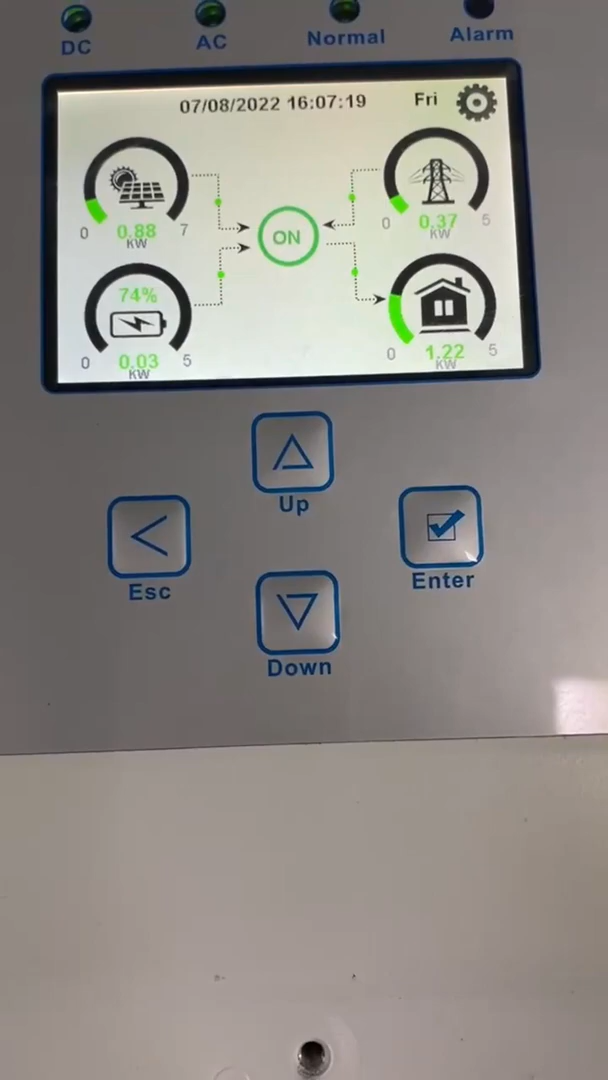 DC AC Normal Alarm
07/08/2022 16:07:19 Fri
0 0.88 7
KW
0 0.37 5
KW
ON
74%
0 0.03 5
KW
0 1.22 5
KW
Up
Esc
Enter
Down